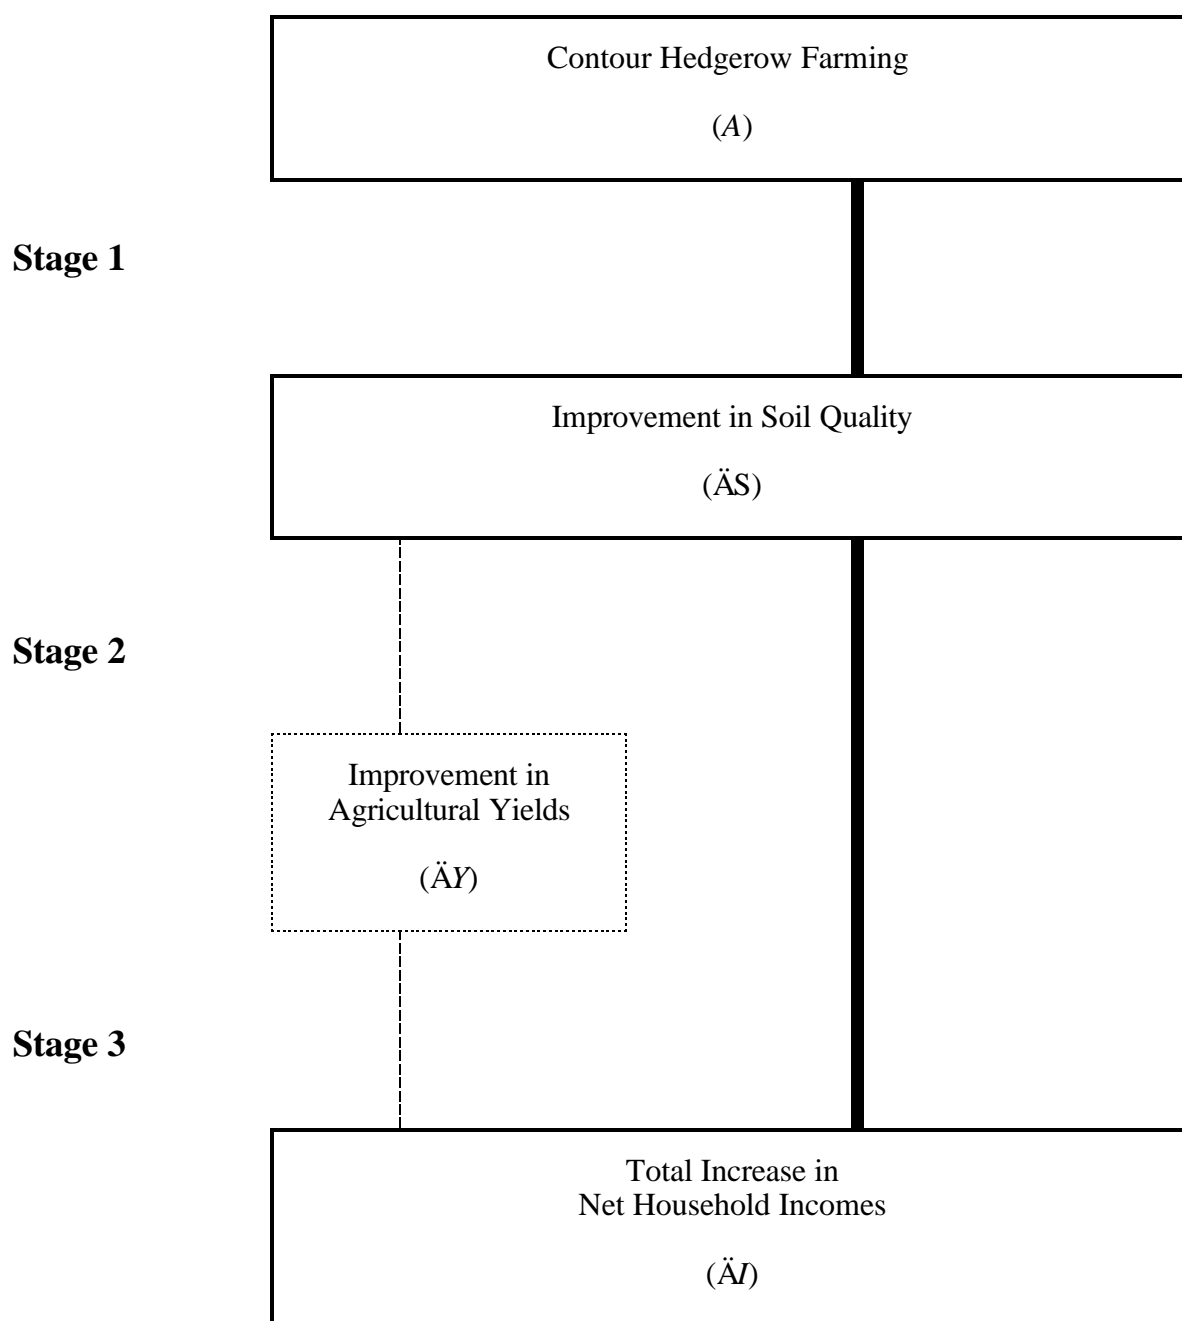 Contour Hedgerow Farming
(A)
Stage 1
Improvement in Soil Quality
(ÄS)
Stage 2
Improvement in
Agricultural Yields
(ÄY)
Stage 3
Total Increase in
Net Household Incomes
(ÄI)